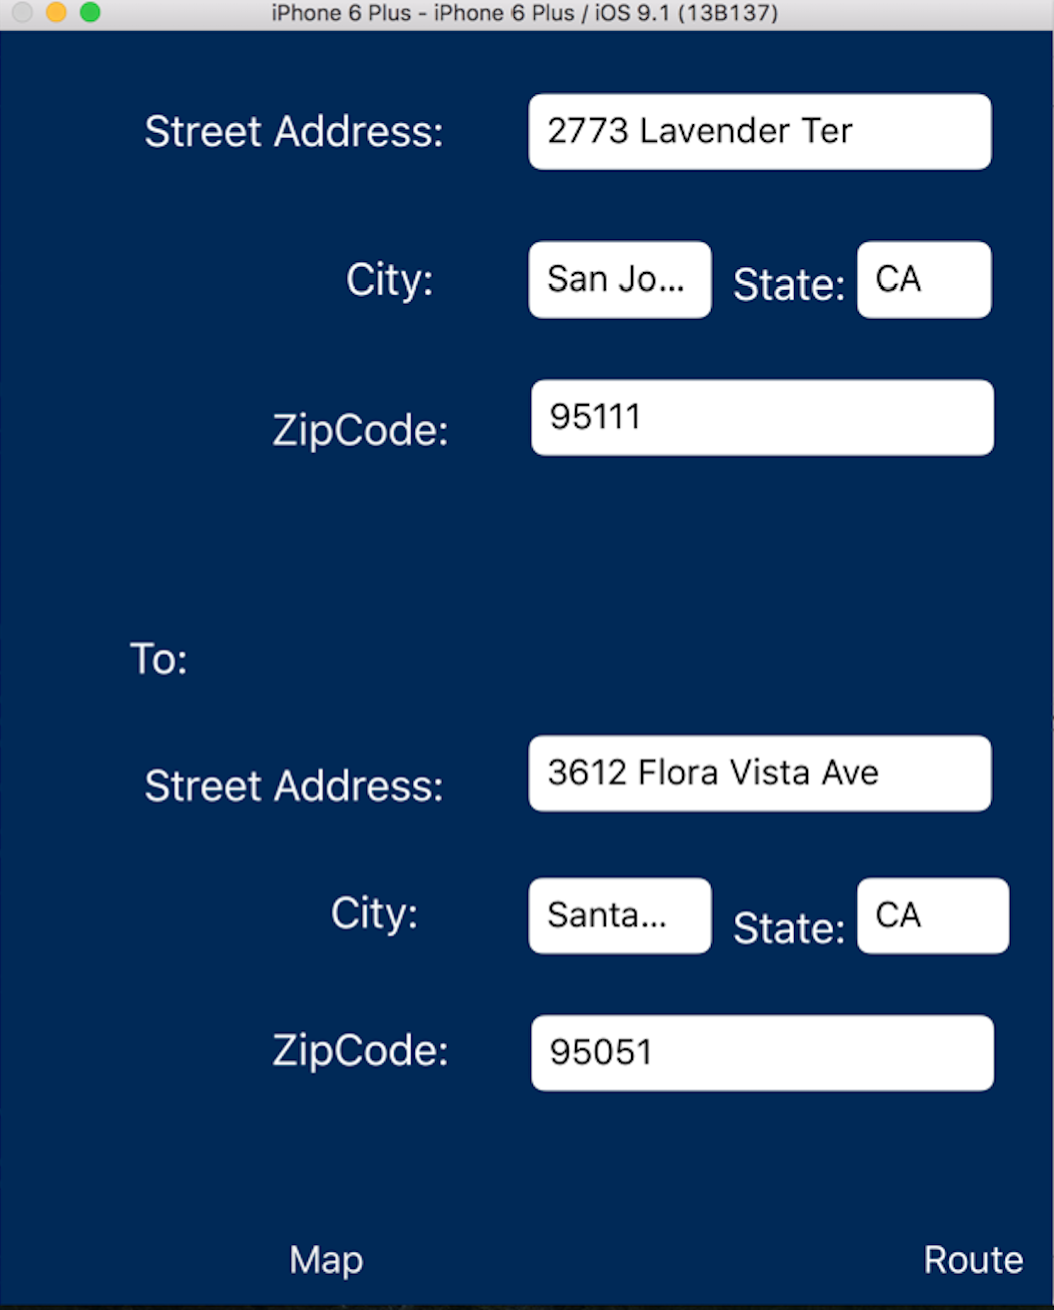 iPhone 6 Plus - iPhone 6 Plus / iOS 9.1 (13B137)
Street Address: 2773 Lavender Ter
City: San Jo... State: CA
ZipCode: 95111
To:
Street Address: 3612 Flora Vista Ave
City: Santa... State: CA
ZipCode: 95051
Map Route